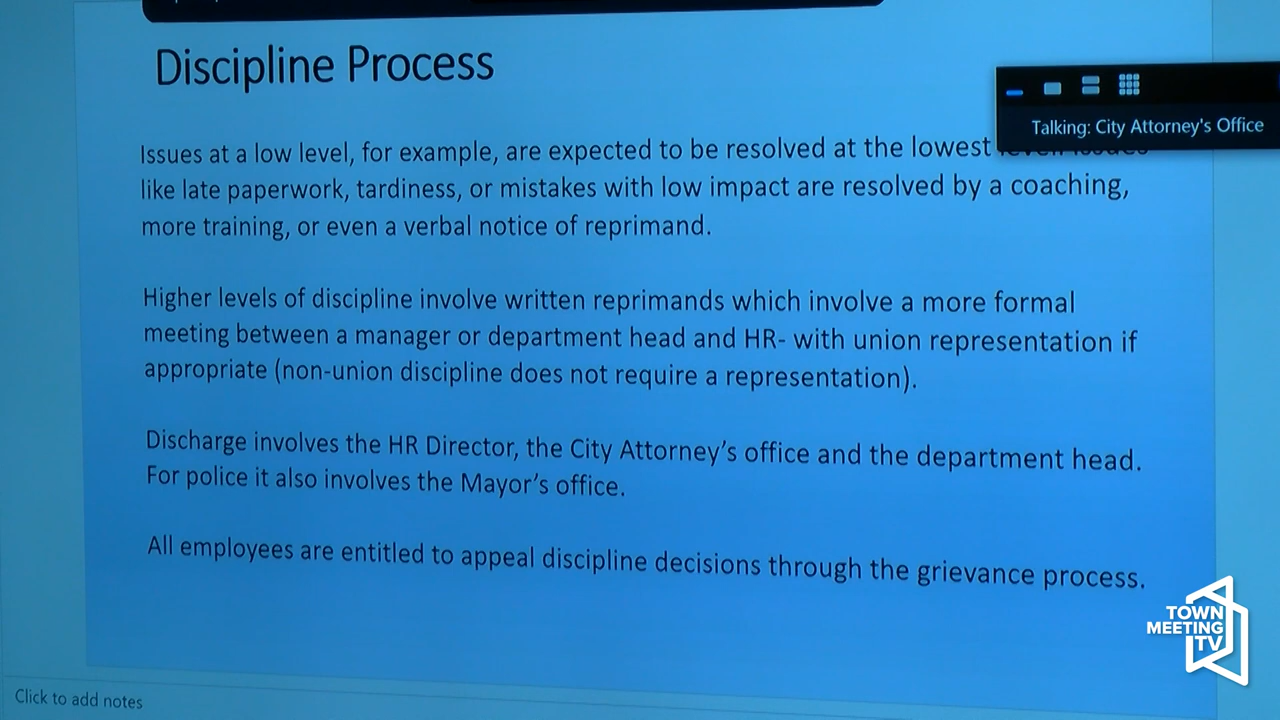 Discipline Process
Talking: City Attorney's Office
Issues at a low level, for example, are expected to be resolved at the lowest
like late paperwork, tardiness, or mistakes with low impact are resolved by a coaching,
more training, or even a verbal notice of reprimand.
Higher levels of discipline involve written reprimands which involve a more formal
meeting between a manager or department head and HR- with union representation if
appropriate (non-union discipline does not require a representation).
Discharge involves the HR Director, the City Attorney's office and the department head.
For police it also involves the Mayor's office.
All employees are entitled to appeal discipline decisions through the grievance process.
TOWN
MEETING
TV
Click to add notes